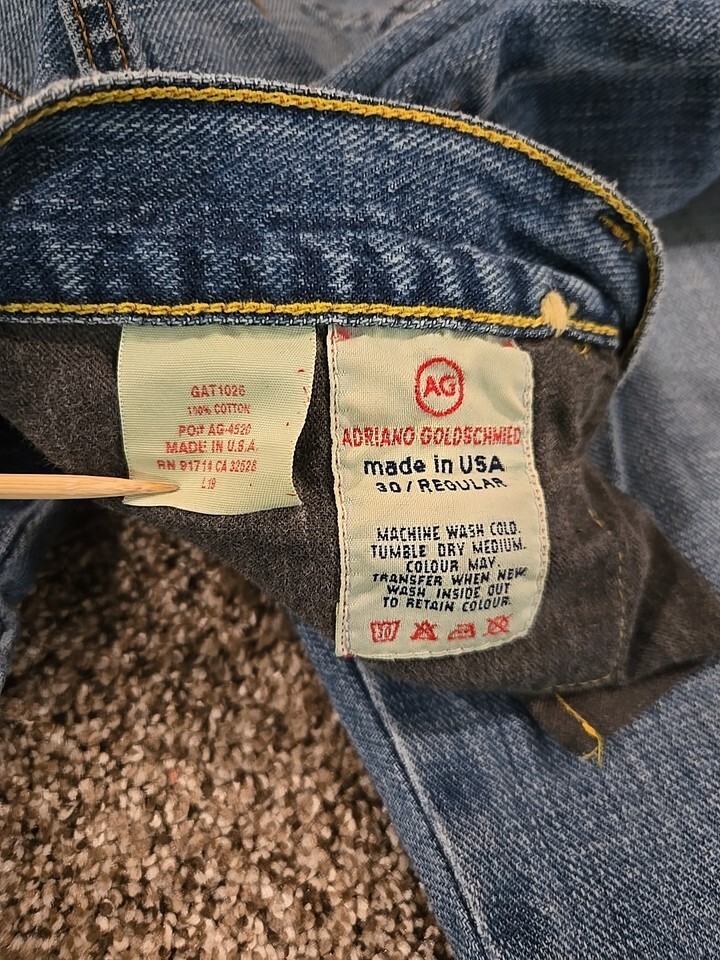 GAT1026
100% COTTON
PO# AG-4520
MADE IN U.S.A.
RN 91714 CA 32528
L19
AG
ADRIANO GOLDSCHMIED
made in USA
30/REGULAR
MACHINE WASH COLD.
TUMBLE DRY MEDIUM.
COLOUR MAY.
TRANSFER WHEN NEW
WASH INSIDE OUT
TO RETAIN COLOUR.
30